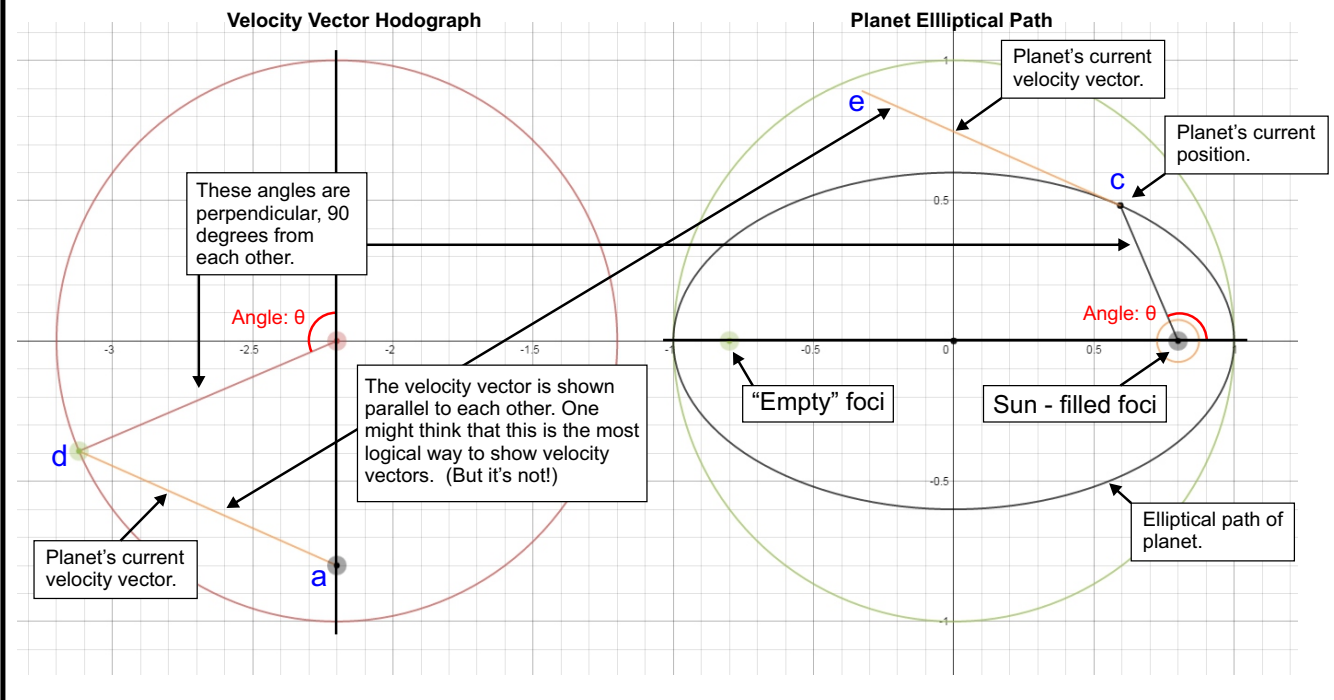 Velocity Vector Hodograph
Planet Ellliptical Path
Planet's current
velocity vector.
e
Planet's current
position.
c
These angles are
perpendicular, 90
degrees from
each other.
Angle: θ
Angle: θ
1
0.5
-3
-2.5
-2
-1.5
-1
-0.5
0
0.5
1
The velocity vector is shown
parallel to each other. One
might think that this is the most
logical way to show velocity
vectors. (But it's not!)
"Empty" foci
Sun - filled foci
d
-0.5
Elliptical path of
planet.
Planet's current
velocity vector.
a
-1